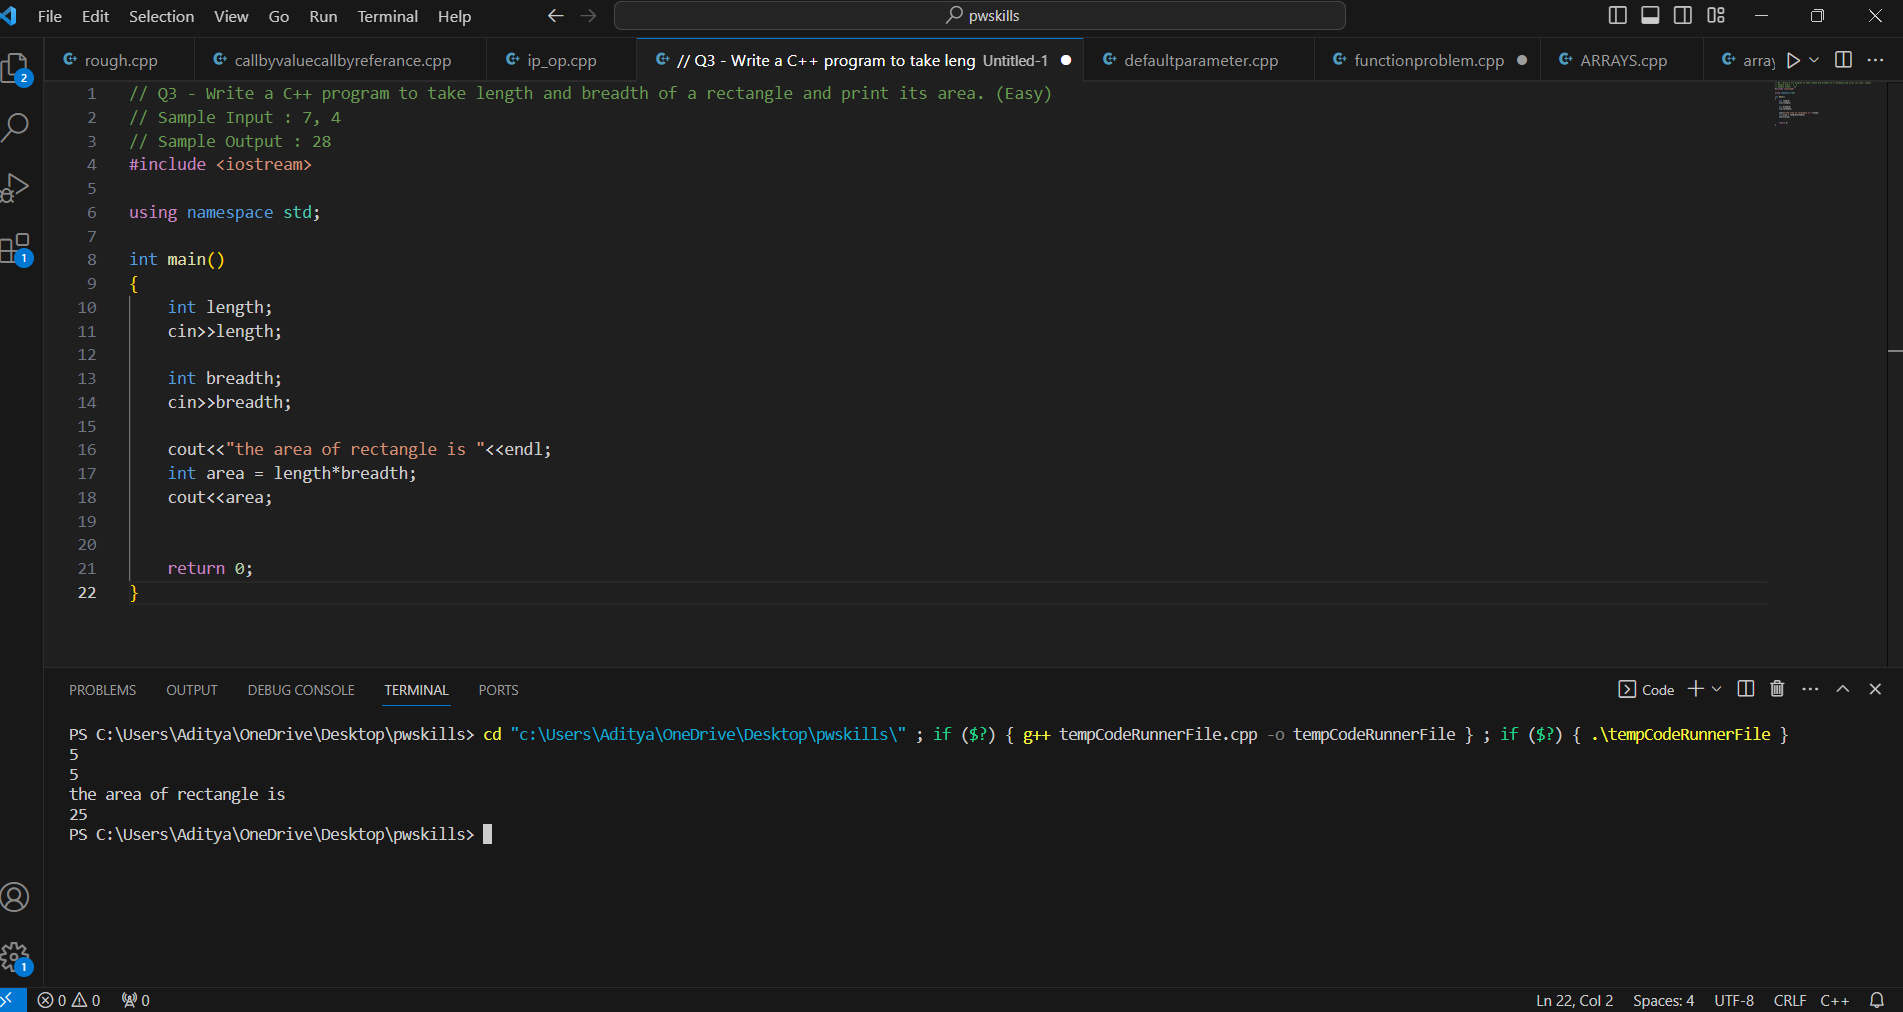 File Edit Selection View Go Run Terminal Help
pwskills
rough.cpp callbyvaluecallbyreferance.cpp ip_op.cpp // Q3 - Write a C++ program to take leng Untitled-1 defaultparameter.cpp functionproblem.cpp ARRAYS.cpp array
1 // Q3 - Write a C++ program to take length and breadth of a rectangle and print its area. (Easy)
2 // Sample Input : 7, 4
3 // Sample Output : 28
4 #include <iostream>
5
6 using namespace std;
7
8 int main()
9 {
10 int length;
11 cin>>length;
12
13 int breadth;
14 cin>>breadth;
15
16 cout<<"the area of rectangle is "<<endl;
17 int area = length*breadth;
18 cout<<area;
19
20
21 return 0;
22 }
2
1
1
PROBLEMS OUTPUT DEBUG CONSOLE TERMINAL PORTS
Code
PS C:\Users\Aditya\OneDrive\Desktop\pwskills> cd "c:\Users\Aditya\OneDrive\Desktop\pwskills\" ; if ($?) { g++ tempCodeRunnerFile.cpp -o tempCodeRunnerFile } ; if ($?) { .\tempCodeRunnerFile }
5
5
the area of rectangle is
25
PS C:\Users\Aditya\OneDrive\Desktop\pwskills>
0 0 0 Ln 22, Col 2 Spaces: 4 UTF-8 CRLF C++